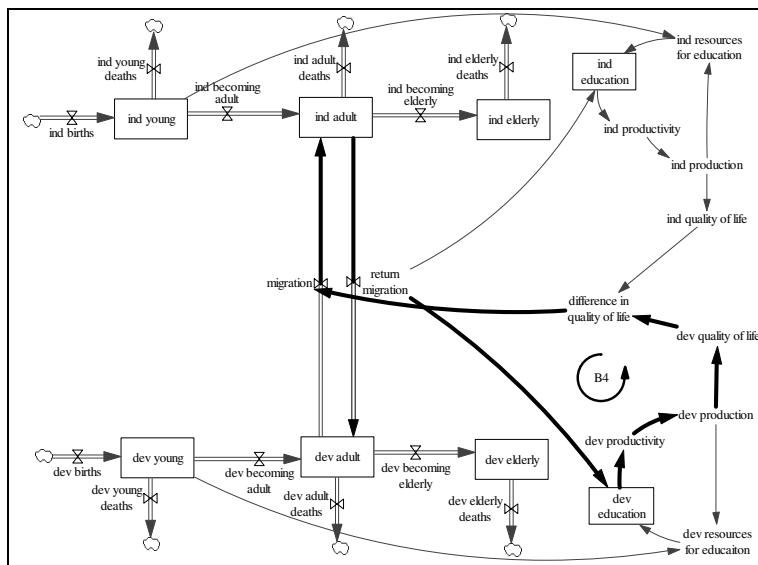 ind young
deaths
ind adult
deaths
ind elderly
deaths
ind resources
for education
ind
education
ind becoming
adult
ind becoming
elderly
ind births
ind young
ind adult
ind elderly
ind productivity
ind production
ind quality of life
migration
return
migration
difference in
quality of life
dev quality of life
B4
dev production
dev productivity
dev births
dev young
dev becoming
adult
dev adult
dev becoming
elderly
dev elderly
dev young
deaths
dev adult
deaths
dev elderly
deaths
dev
education
dev resources
for educaiton